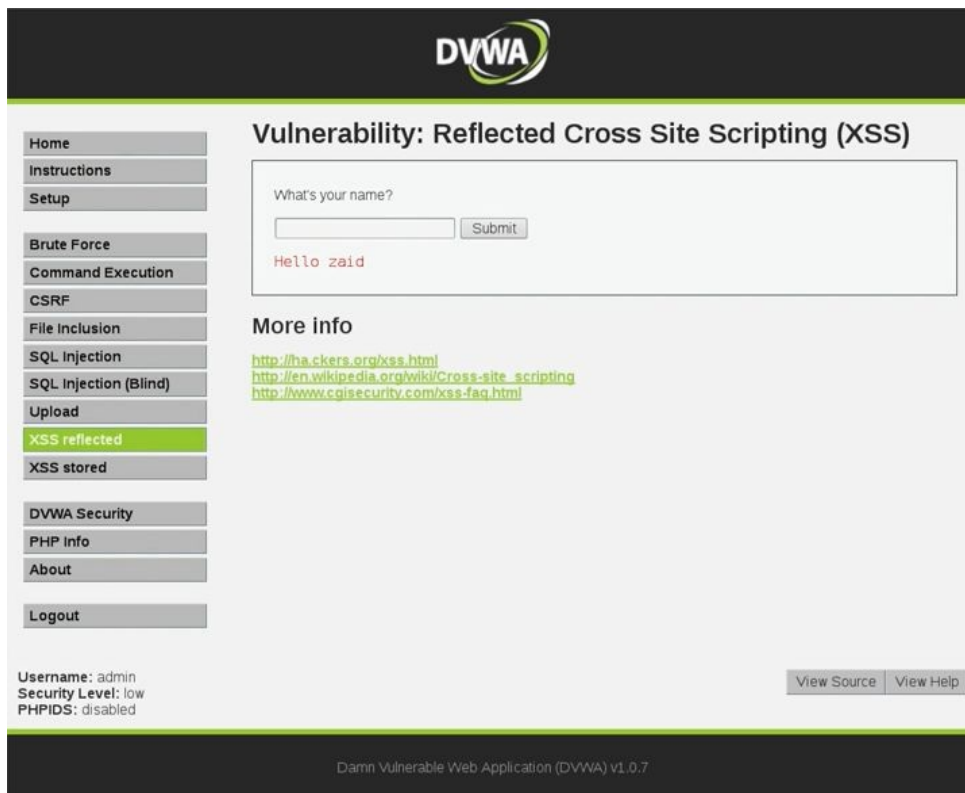 DVWA
Home
Instructions
Setup
Brute Force
Command Execution
CSRF
File Inclusion
SQL Injection
SQL Injection (Blind)
Upload
XSS reflected
XSS stored
DVWA Security
PHP Info
About
Logout
Vulnerability: Reflected Cross Site Scripting (XSS)
What's your name?
Submit
Hello zaid
More info
http://ha.ckers.org/xss.html
http://en.wikipedia.org/wiki/Cross-site_scripting
http://www.cgisecurity.com/xss-faq.html
Username: admin
Security Level: low
PHPIDS: disabled
View Source View Help
Damn Vulnerable Web Application (DVWA) v1.0.7